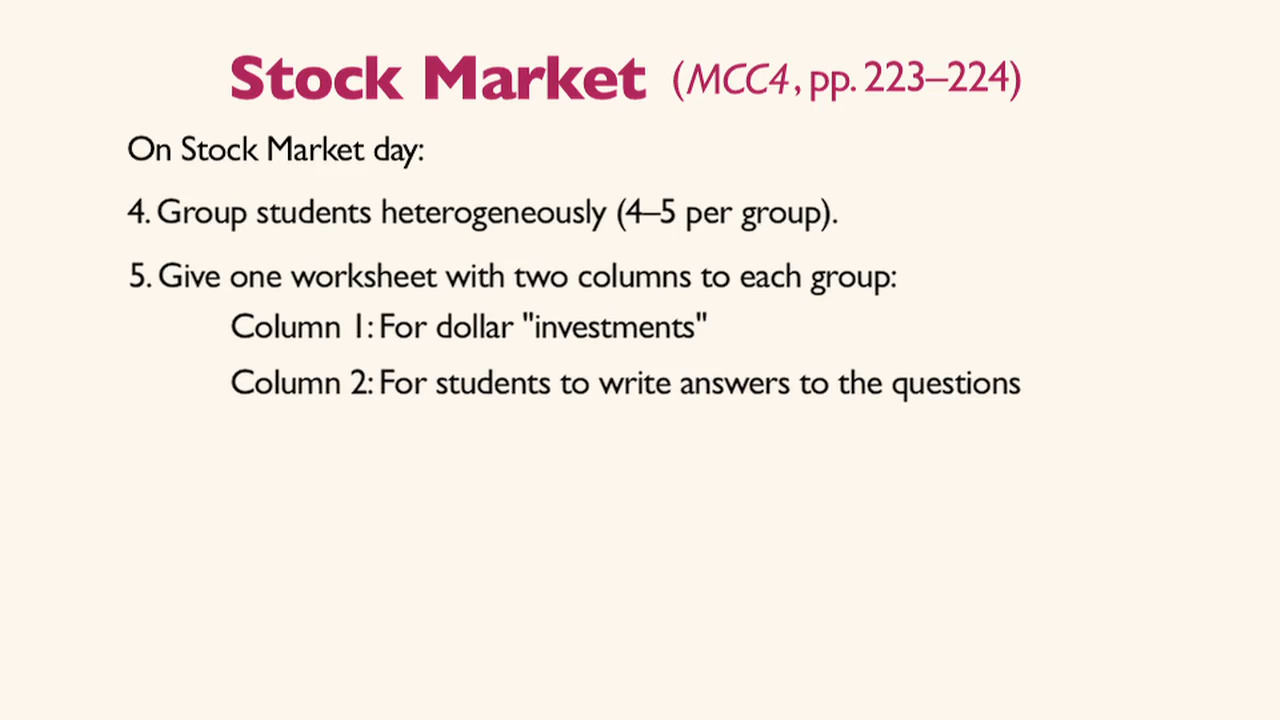 Stock Market (MCC4, pp. 223–224)
On Stock Market day:
4. Group students heterogeneously (4–5 per group).
5. Give one worksheet with two columns to each group:
Column 1: For dollar "investments"
Column 2: For students to write answers to the questions